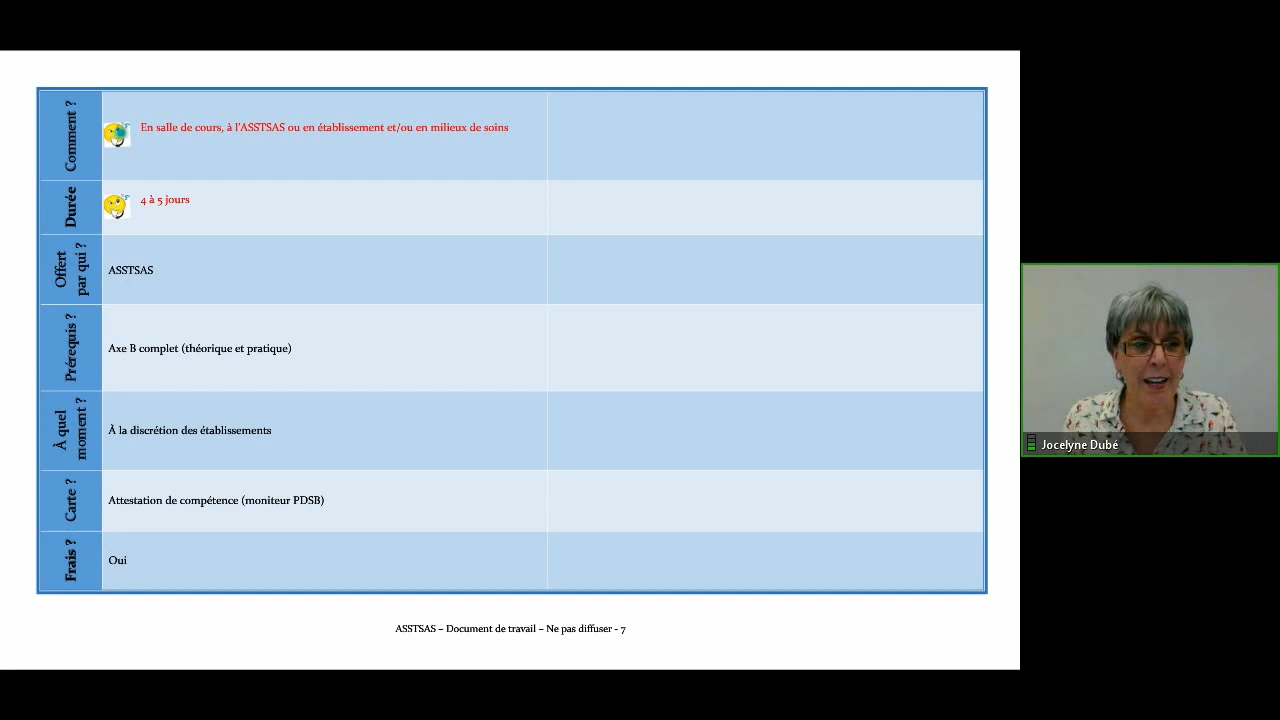 Comment ?
En salle de cours, à l'ASSTSAS ou en établissement et/ou en milieux de soins
Durée
4 à 5 jours
Offert
par qui ?
ASSTSAS
Prérequis ?
Axe B complet (théorique et pratique)
À quel
moment ?
À la discrétion des établissements
Carte ?
Attestation de compétence (moniteur PDSB)
Frais ?
Oui
ASSTSAS – Document de travail – Ne pas diffuser - 7
Jocelyne Dubé